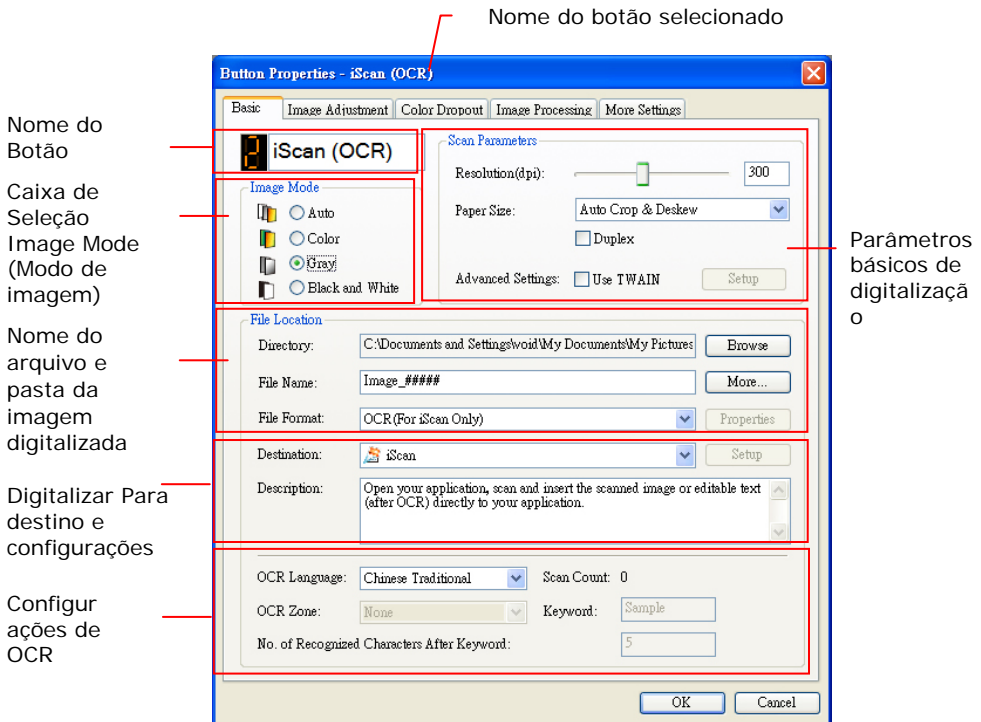 Nome do botão selecionado
Button Properties - iScan (OCR)
Basic Image Adjustment Color Dropout Image Processing More Settings
Nome do
Botão
2 iScan (OCR)
Scan Parameters
Resolution(dpi): 300
Paper Size: Auto Crop & Deskew
Duplex
Advanced Settings: Use TWAIN Setup
Caixa de
Seleção
Image Mode
(Modo de
imagem)
Image Mode
Auto
Color
Gray
Black and White
Parâmetros
básicos de
digitalizaçã
o
Nome do
arquivo e
pasta da
imagem
digitalizada
File Location
Directory: C:\Documents and Settings\void\My Documents\My Pictures Browse
File Name: Image_##### More...
File Format: OCR(For iScan Only) Properties
Digitalizar Para
destino e
configurações
Destination: iScan Setup
Description: Open your application, scan and insert the scanned image or editable text
(after OCR) directly to your application.
Configur
ações de
OCR
OCR Language: Chinese Traditional Scan Count: 0
OCR Zone: None Keyword: Sample
No. of Recognized Characters After Keyword: 5
OK Cancel